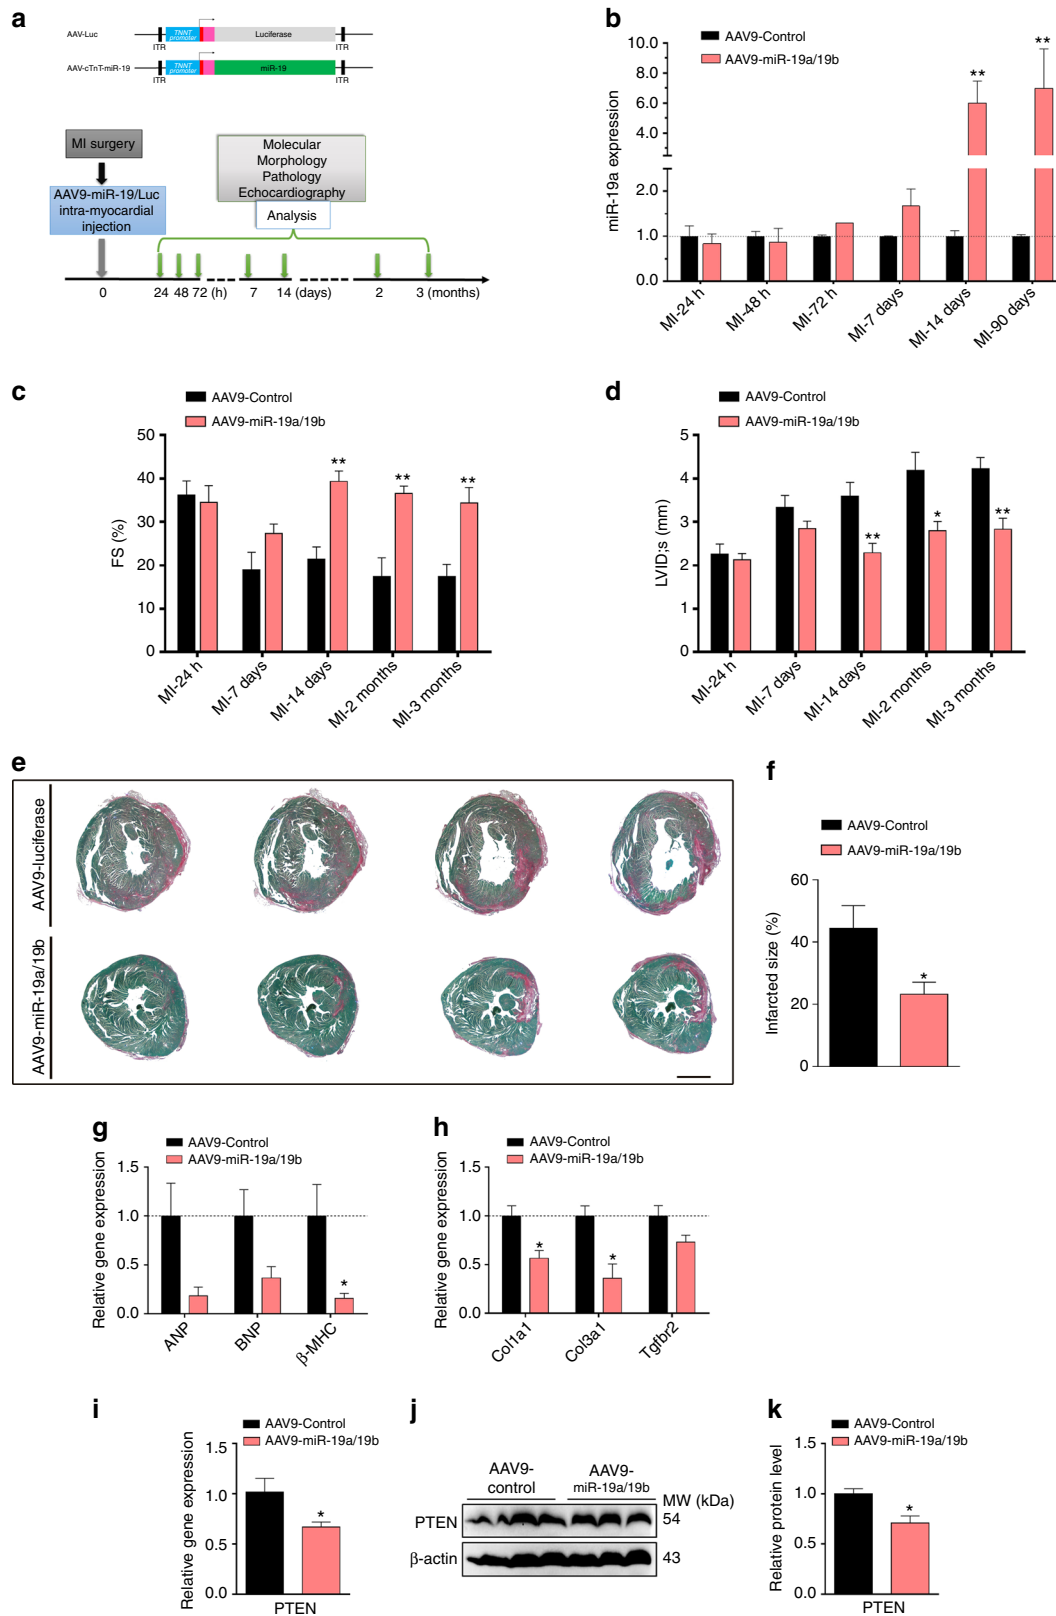 a
AAV-Luc
TNNT promoter
Luciferase
ITR
ITR
AAV-cTnT-miR-19
TNNT promoter
miR-19
ITR
ITR
MI surgery
AAV9-miR-19/Luc
intra-myocardial
injection
Molecular
Morphology
Pathology
Echocardiography
Analysis
0
24 48 72 (h)
7
14 (days)
2
3 (months)
b
AAV9-Control
AAV9-miR-19a/19b
miR-19a expression
10.0
8.0
6.0
4.0
2.0
1.0
0.0
**
**
MI-24 h
MI-48 h
MI-72 h
MI-7 days
MI-14 days
MI-90 days
c
AAV9-Control
AAV9-miR-19a/19b
FS (%)
50
40
30
20
10
0
**
**
**
MI-24 h
MI-7 days
MI-14 days
MI-2 months
MI-3 months
d
AAV9-Control
AAV9-miR-19a/19b
LVID;s (mm)
5
4
3
2
1
0
**
*
**
MI-24 h
MI-7 days
MI-14 days
MI-2 months
MI-3 months
e
AAV9-luciferase
AAV9-miR-19a/19b
f
AAV9-Control
AAV9-miR-19a/19b
Infarcted size (%)
60
40
20
0
*
g
AAV9-Control
AAV9-miR-19a/19b
Relative gene expression
1.5
1.0
0.5
0.0
*
ANP
BNP
β-MHC
h
AAV9-Control
AAV9-miR-19a/19b
Relative gene expression
1.5
1.0
0.5
0.0
*
*
Col1a1
Col3a1
Tgfbr2
i
AAV9-Control
AAV9-miR-19a/19b
Relative gene expression
1.5
1.0
0.5
0.0
*
PTEN
j
AAV9-
control
AAV9-
miR-19a/19b
MW (kDa)
PTEN
54
β-actin
43
k
AAV9-Control
AAV9-miR-19a/19b
Relative protein level
1.5
1.0
0.5
0.0
*
PTEN